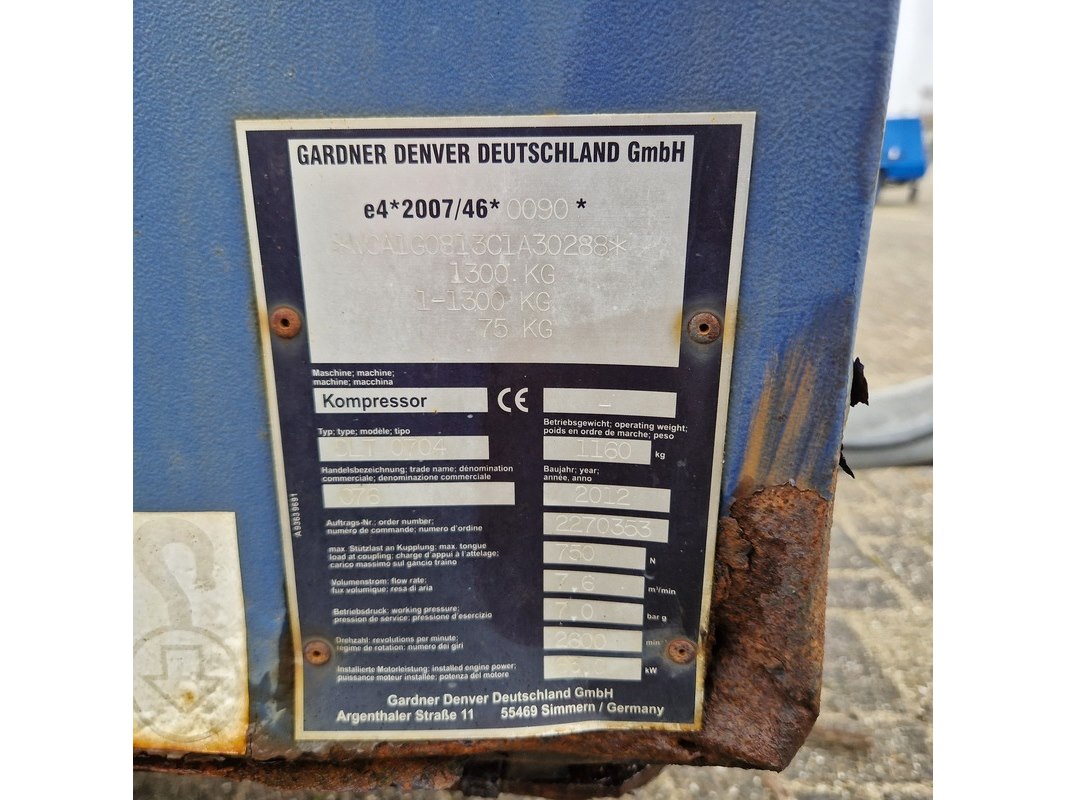 GARDNER DENVER DEUTSCHLAND GmbH
e4*2007/46* 0090 *
1300 KG
1-1300 KG
75 KG
Maschine; machine;
machine; macchina
Kompressor
CE
-
Typ; type; modèle; tipo
Betriebsgewicht; operating weight;
poids en ordre de marche; peso
1160 kg
Handelsbezeichnung; trade name; dénomination
commerciale; denominazione commerciale
C76
Baujahr; year;
année, anno
2012
Auftrags-Nr.; order number;
numéro de commande; numero d'ordine
2270353
max. Stützlast an Kupplung; max. tongue
load at coupling; charge d'appui à l'attelage;
carico massimo sul gancio traino
750 N
Volumenstrom; flow rate;
fux volumique; resa di aria
7,6 m³/min
Betriebsdruck; working pressure;
pression de service; pressione d'esercizio
7,0 bar g
Drehzahl; revolutions per minute;
regime de rotation; numero dei giri
2600 min
Installierte Motorleistung; installed engine power;
puissance moteur installée; potenza del motore
kW
A93639691
Gardner Denver Deutschland GmbH
Argenthaler Straße 11 55469 Simmern / Germany